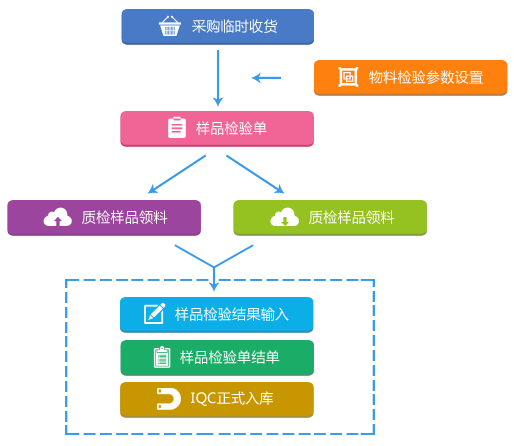 采购临时收货
物料检验参数设置
样品检验单
质检样品领料
质检样品领料
样品检验结果输入
样品检验单结单
IQC正式入库